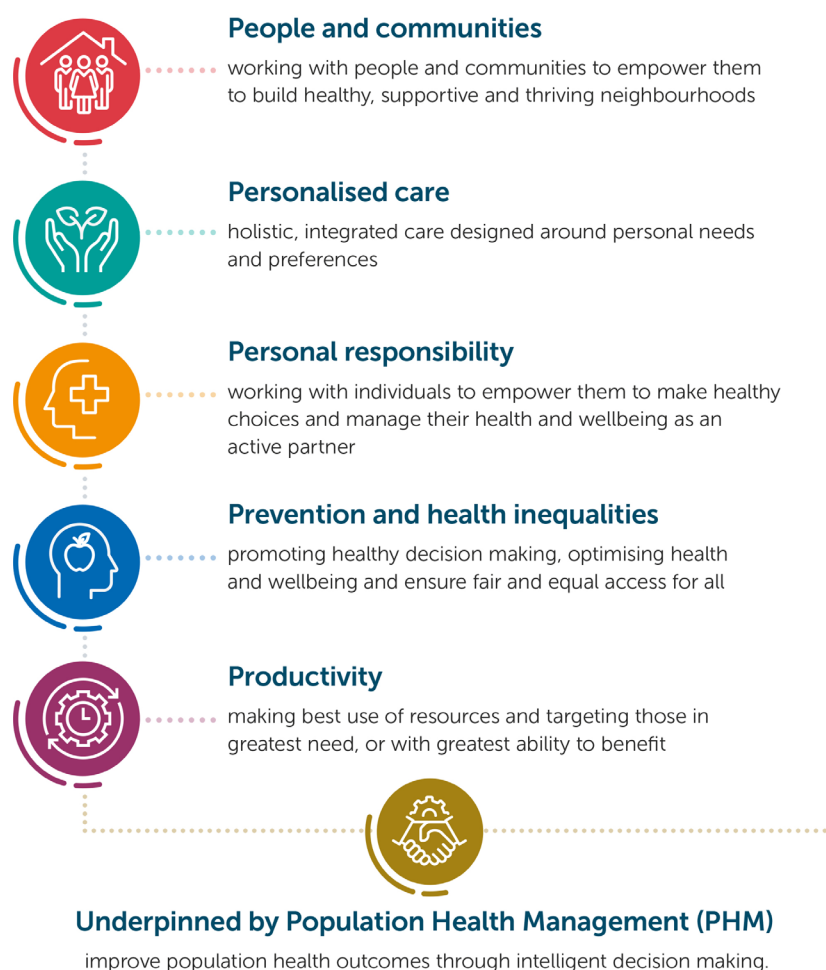 People and communities
working with people and communities to empower them
to build healthy, supportive and thriving neighbourhoods
Personalised care
holistic, integrated care designed around personal needs
and preferences
Personal responsibility
working with individuals to empower them to make healthy
choices and manage their health and wellbeing as an
active partner
Prevention and health inequalities
promoting healthy decision making, optimising health
and wellbeing and ensure fair and equal access for all
Productivity
making best use of resources and targeting those in
greatest need, or with greatest ability to benefit
Underpinned by Population Health Management (PHM)
improve population health outcomes through intelligent decision making.